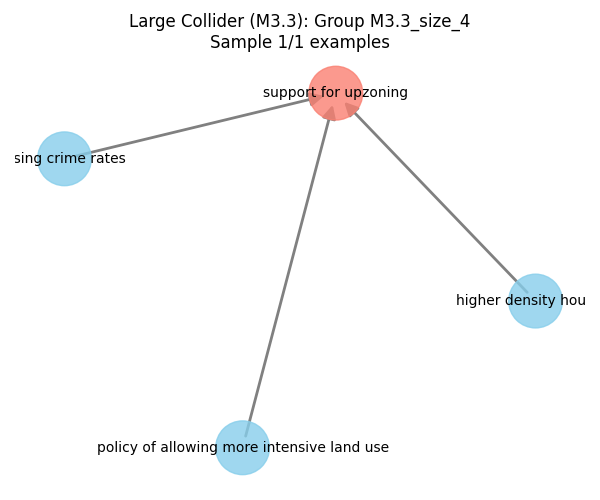 Large Collider (M3.3): Group M3.3_size_4
Sample 1/1 examples
support for upzoning
sing crime rates
higher density hou
policy of allowing more intensive land use